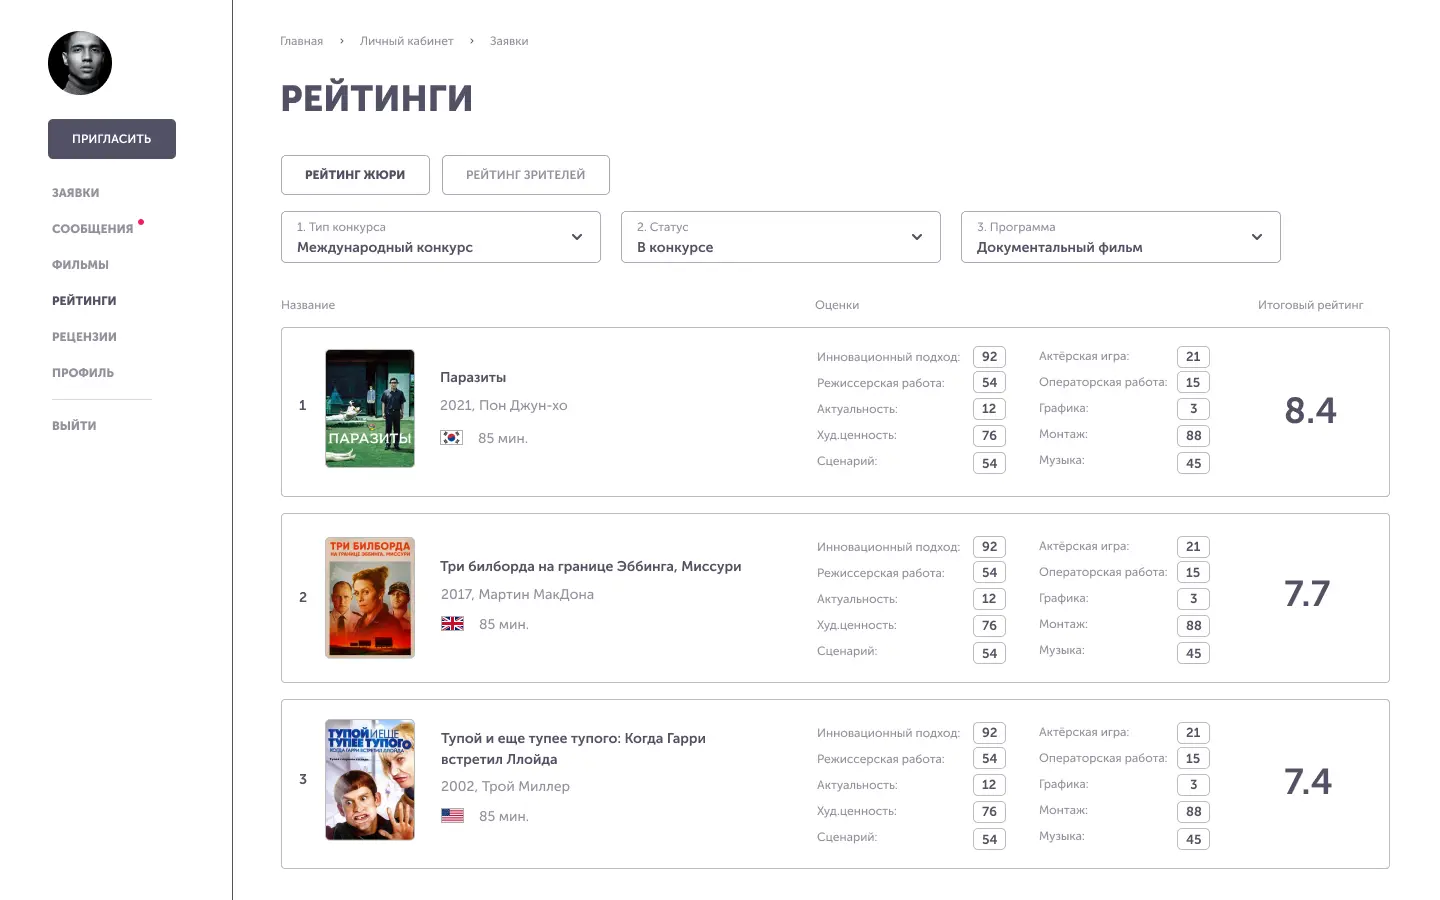 ПРИГЛАСИТЬ
ЗАЯВКИ
СООБЩЕНИЯ
ФИЛЬМЫ
РЕЙТИНГИ
РЕЦЕНЗИИ
ПРОФИЛЬ
ВЫЙТИ
Главная › Личный кабинет › Заявки
РЕЙТИНГИ
РЕЙТИНГ ЖЮРИ РЕЙТИНГ ЗРИТЕЛЕЙ
1. Тип конкурса 2. Статус 3. Программа
Международный конкурс В конкурсе Документальный фильм
Название Оценки Итоговый рейтинг
1
ПАРАЗИТЫ
Паразиты
2021, Пон Джун-хо
85 мин.
Инновационный подход: 92 Актёрская игра: 21
Режиссерская работа: 54 Операторская работа: 15
Актуальность: 12 Графика: 3
Худ.ценность: 76 Монтаж: 88
Сценарий: 54 Музыка: 45
8.4
2
ТРИ БИЛБОРДА
НА ГРАНИЦЕ ЭББИНГА, МИССУРИ
Три билборда на границе Эббинга, Миссури
2017, Мартин МакДона
85 мин.
Инновационный подход: 92 Актёрская игра: 21
Режиссерская работа: 54 Операторская работа: 15
Актуальность: 12 Графика: 3
Худ.ценность: 76 Монтаж: 88
Сценарий: 54 Музыка: 45
7.7
3
ТУПОЙ И ЕЩЕ
ТУПЕЕ ТУПОГО
КОГДА ГАРРИ ВСТРЕТИЛ ЛЛОЙДА
Тупой и еще тупее тупого: Когда Гарри
встретил Ллойда
2002, Трой Миллер
85 мин.
Инновационный подход: 92 Актёрская игра: 21
Режиссерская работа: 54 Операторская работа: 15
Актуальность: 12 Графика: 3
Худ.ценность: 76 Монтаж: 88
Сценарий: 54 Музыка: 45
7.4